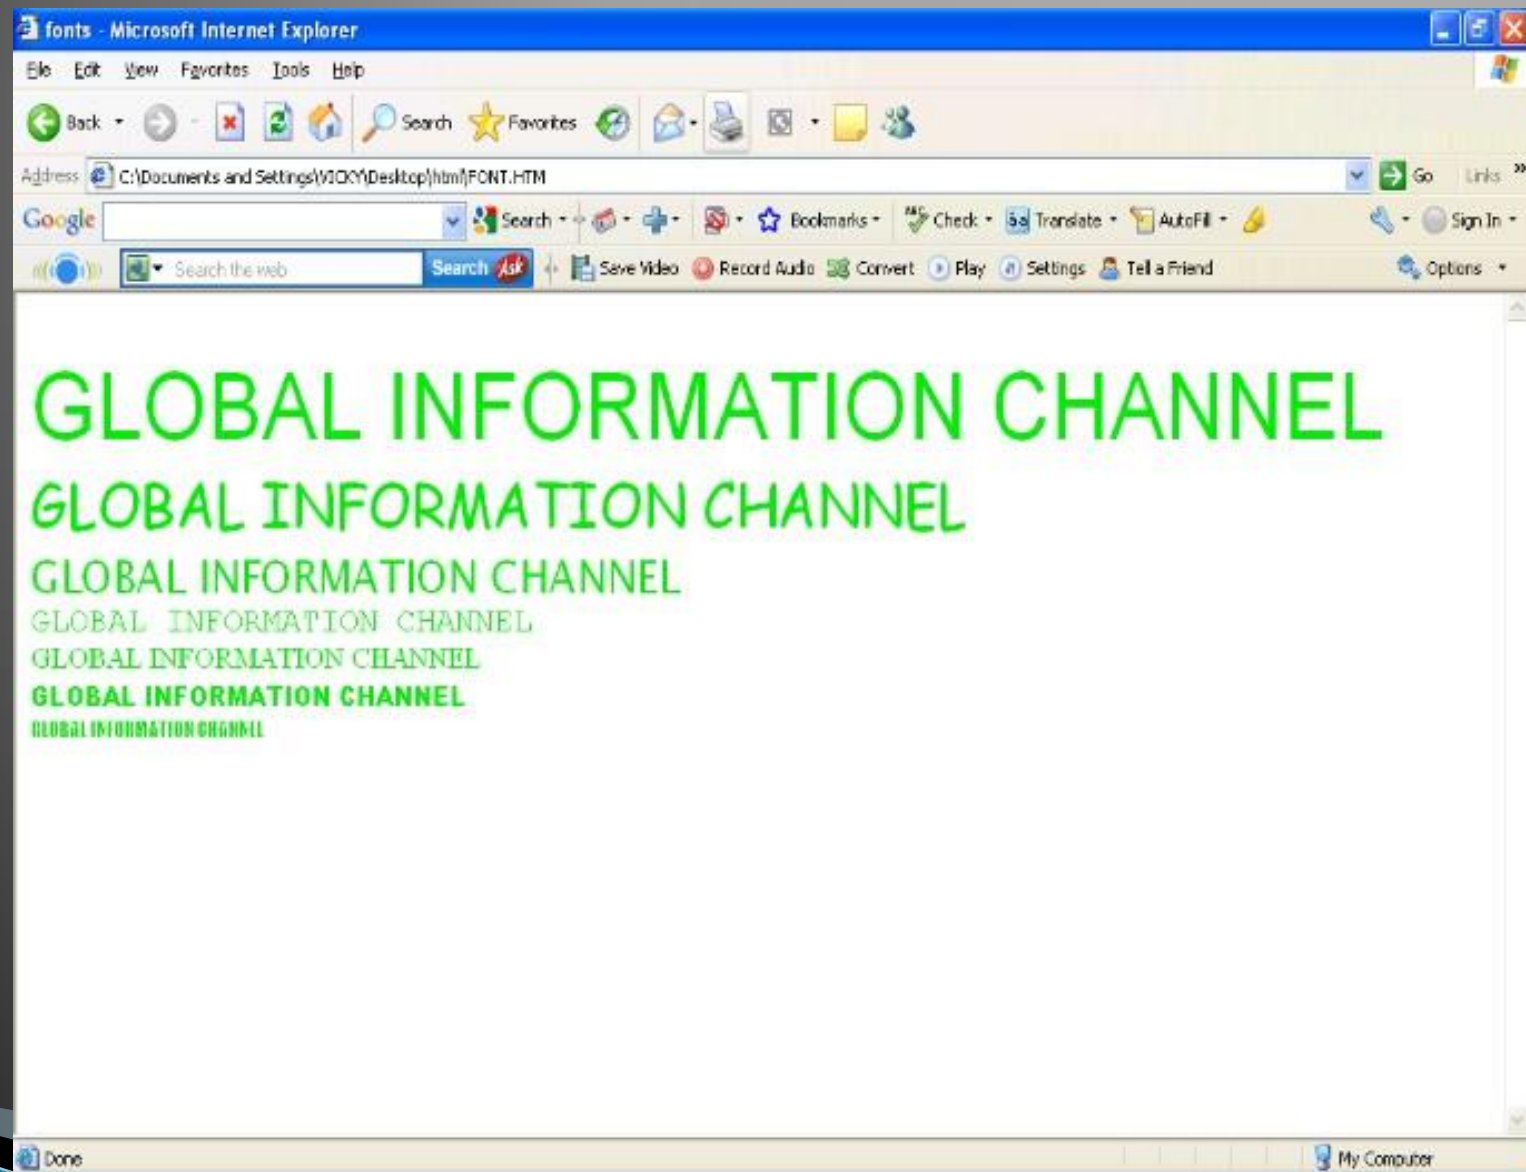 fonts - Microsoft Internet Explorer
File Edit View Favorites Tools Help
Back Search Favorites
Address C:\Documents and Settings\VICKY\Desktop\html\FONT.HTM Go Links »
Google Search Bookmarks Check Translate AutoFill Sign In
Search the web Search Ask Save Video Record Audio Convert Play Settings Tell a Friend Options
GLOBAL INFORMATION CHANNEL
GLOBAL INFORMATION CHANNEL
GLOBAL INFORMATION CHANNEL
GLOBAL INFORMATION CHANNEL
GLOBAL INFORMATION CHANNEL
GLOBAL INFORMATION CHANNEL
GLOBAL INFORMATION CHANNEL
Done My Computer